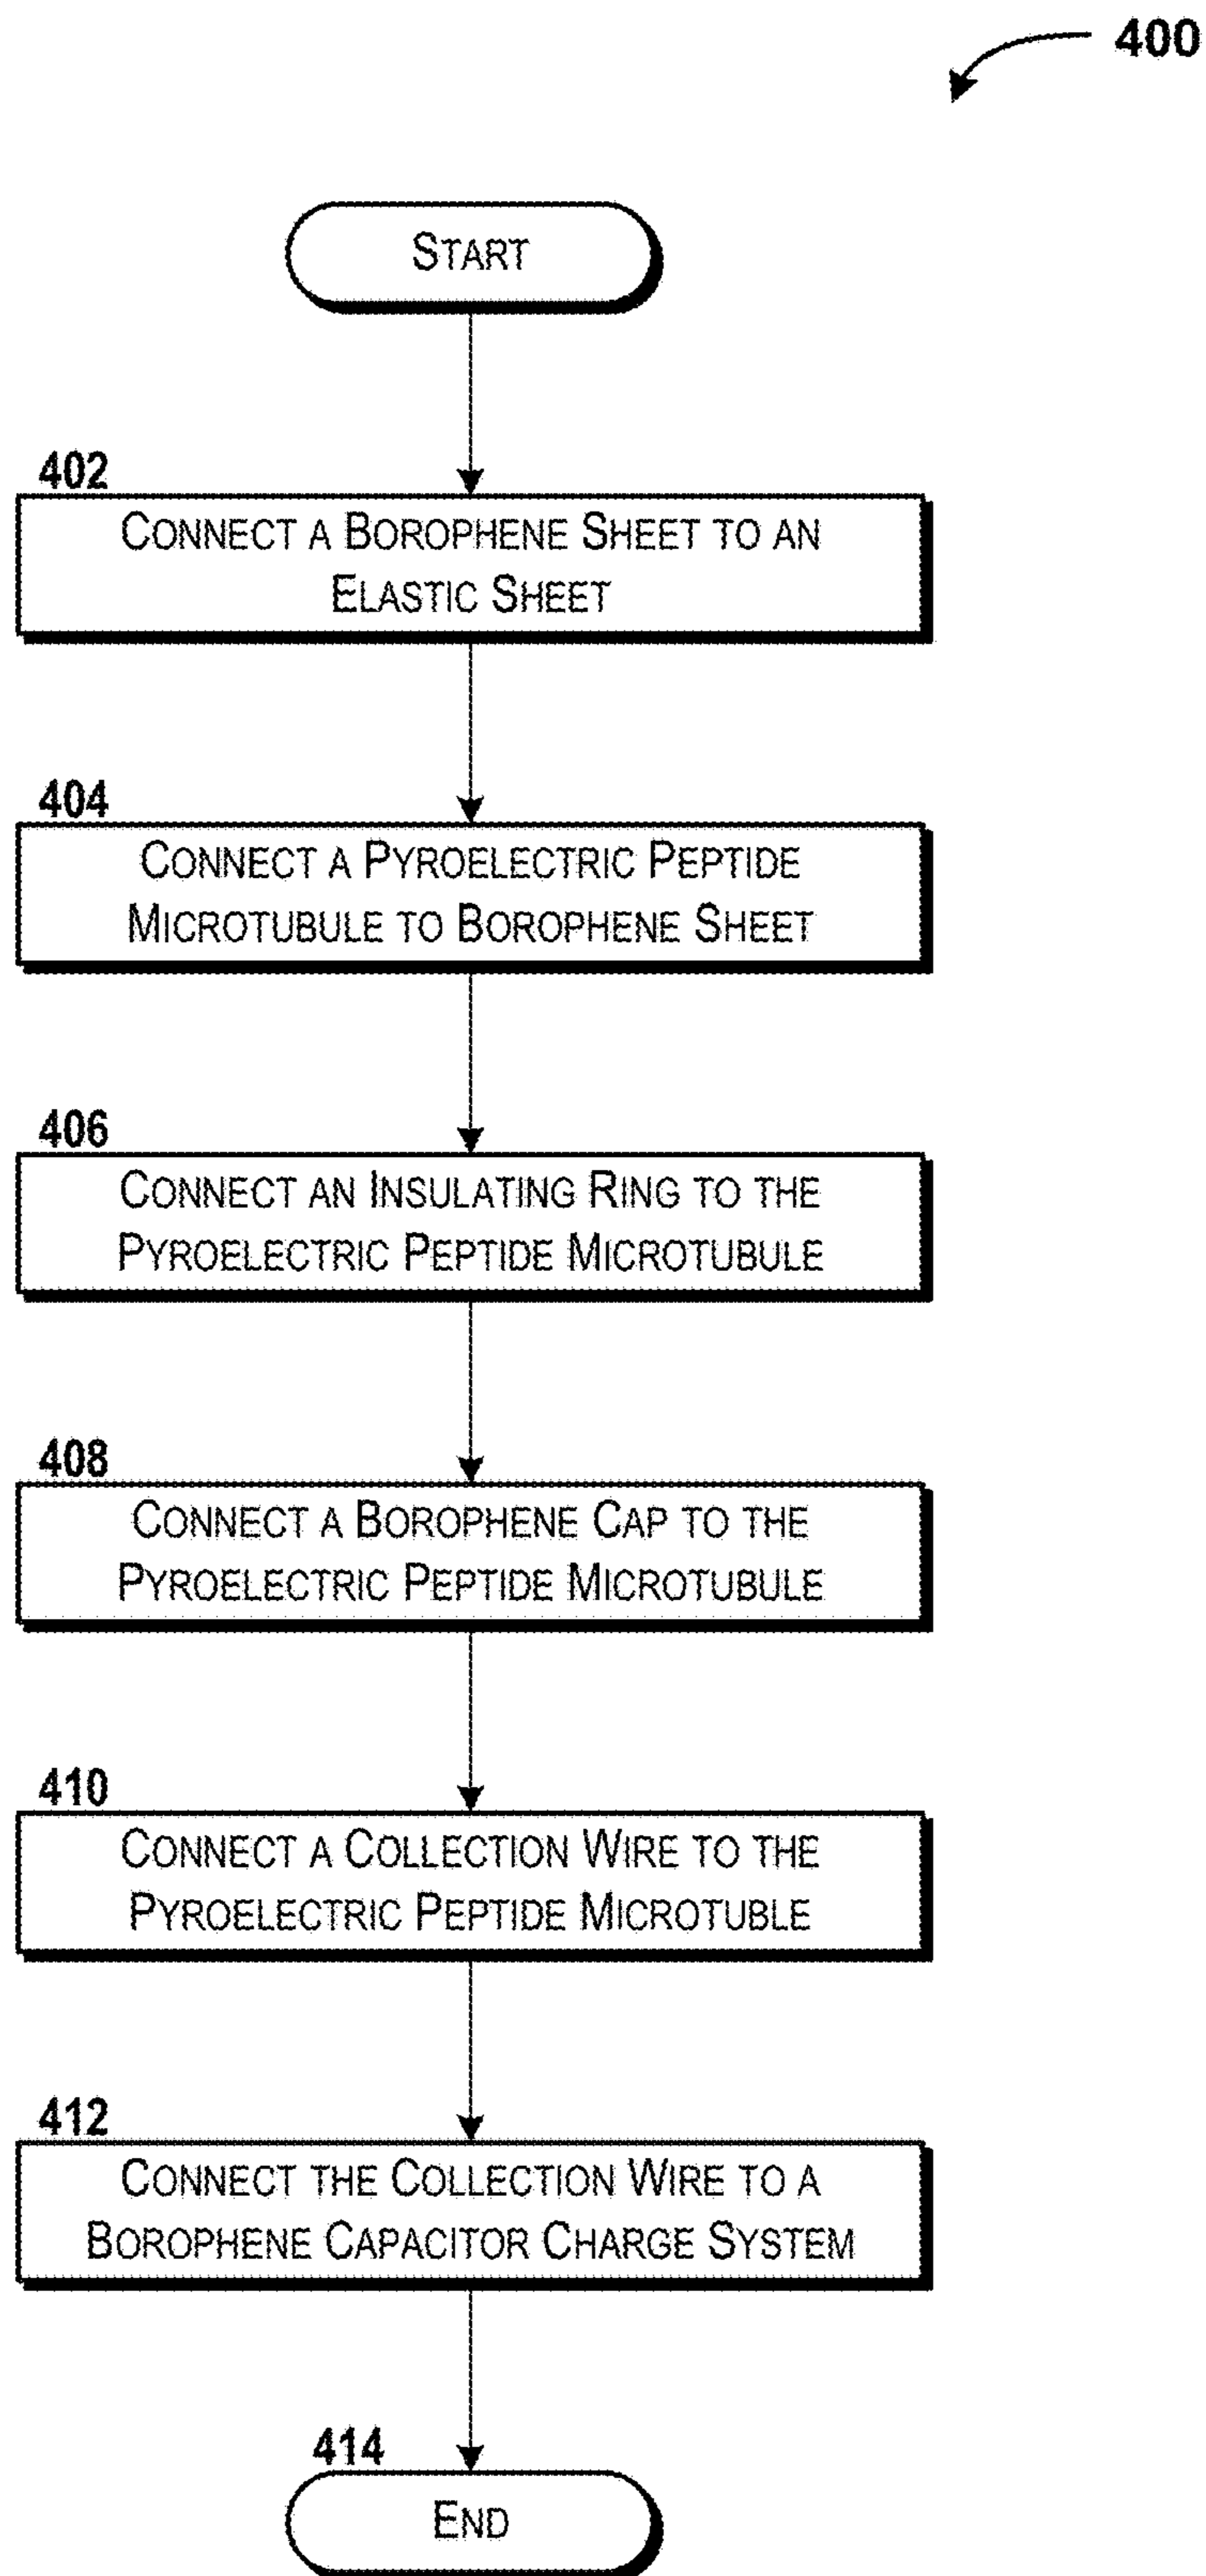 400
START
402
CONNECT A BOROPHENE SHEET TO AN
ELASTIC SHEET
404
CONNECT A PYROELECTRIC PEPTIDE
MICROTUBULE TO BOROPHENE SHEET
406
CONNECT AN INSULATING RING TO THE
PYROELECTRIC PEPTIDE MICROTUBULE
408
CONNECT A BOROPHENE CAP TO THE
PYROELECTRIC PEPTIDE MICROTUBULE
410
CONNECT A COLLECTION WIRE TO THE
PYROELECTRIC PEPTIDE MICROTUBLE
412
CONNECT THE COLLECTION WIRE TO A
BOROPHENE CAPACITOR CHARGE SYSTEM
414
END